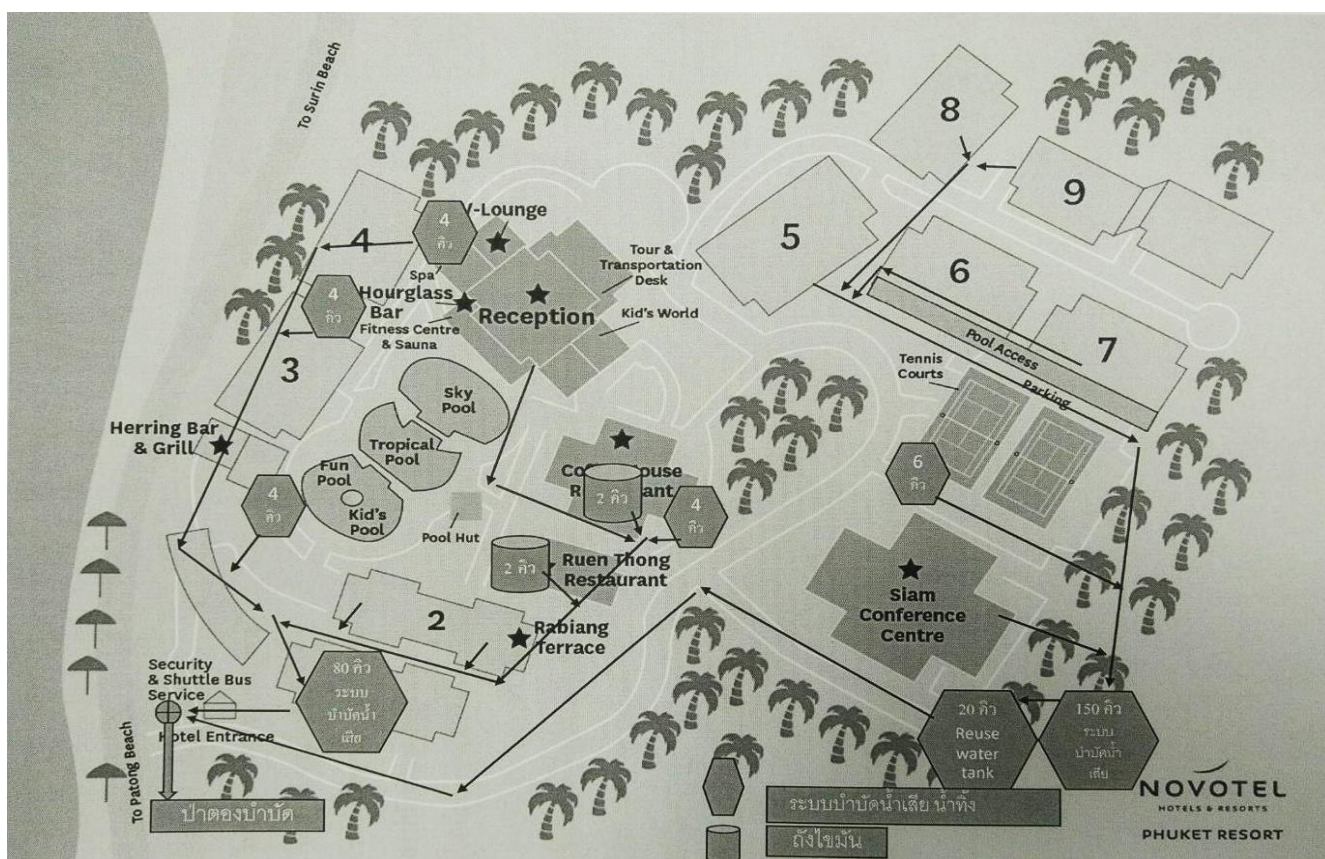 To Surin Beach
8
9
5
6
7
Pool Access
Parking
Tennis
Courts
4
คิว
V-Lounge
4
Spa
Hourglass
Bar
Fitness Centre
& Sauna
Tour &
Transportation
Desk
Reception
Kid's World
4
คิว
3
Sky
Pool
Tropical
Pool
Fun
Pool
Kid's
Pool
Herring Bar
& Grill
4
คิว
Pool Hut
2 คิว
4
คิว
2 คิว
Ruen Thong
Restaurant
6
คิว
Siam
Conference
Centre
2
Rabiang
Terrace
Security
& Shuttle Bus
Service
Hotel Entrance
80 คิว
ระบบ
บำบัดน้ำ
เสีย
20 คิว
Reuse
water
tank
150 คิว
ระบบ
บำบัดน้ำ
เสีย
To Patong Beach
ป่าตองบำบัด
ระบบบำบัดน้ำเสีย น้ำทิ้ง
ถังไขมัน
NOVOTEL
HOTELS & RESORTS
PHUKET RESORT